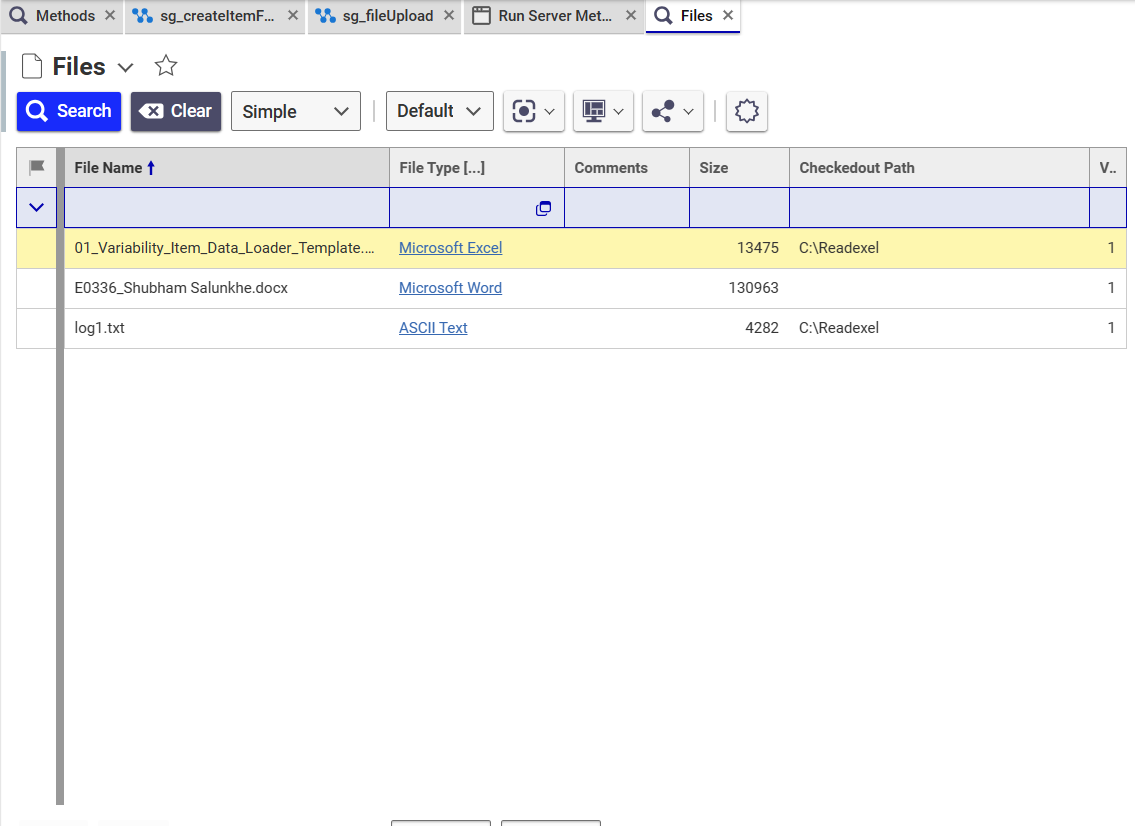 Methods sg_createItemF... sg_fileUpload Run Server Met... Files
Files
Search Clear Simple Default
File Name File Type [...] Comments Size Checkedout Path V..
01_Variability_Item_Data_Loader_Template.... Microsoft Excel 13475 C:\Readexel 1
E0336_Shubham Salunkhe.docx Microsoft Word 130963 1
log1.txt ASCII Text 4282 C:\Readexel 1